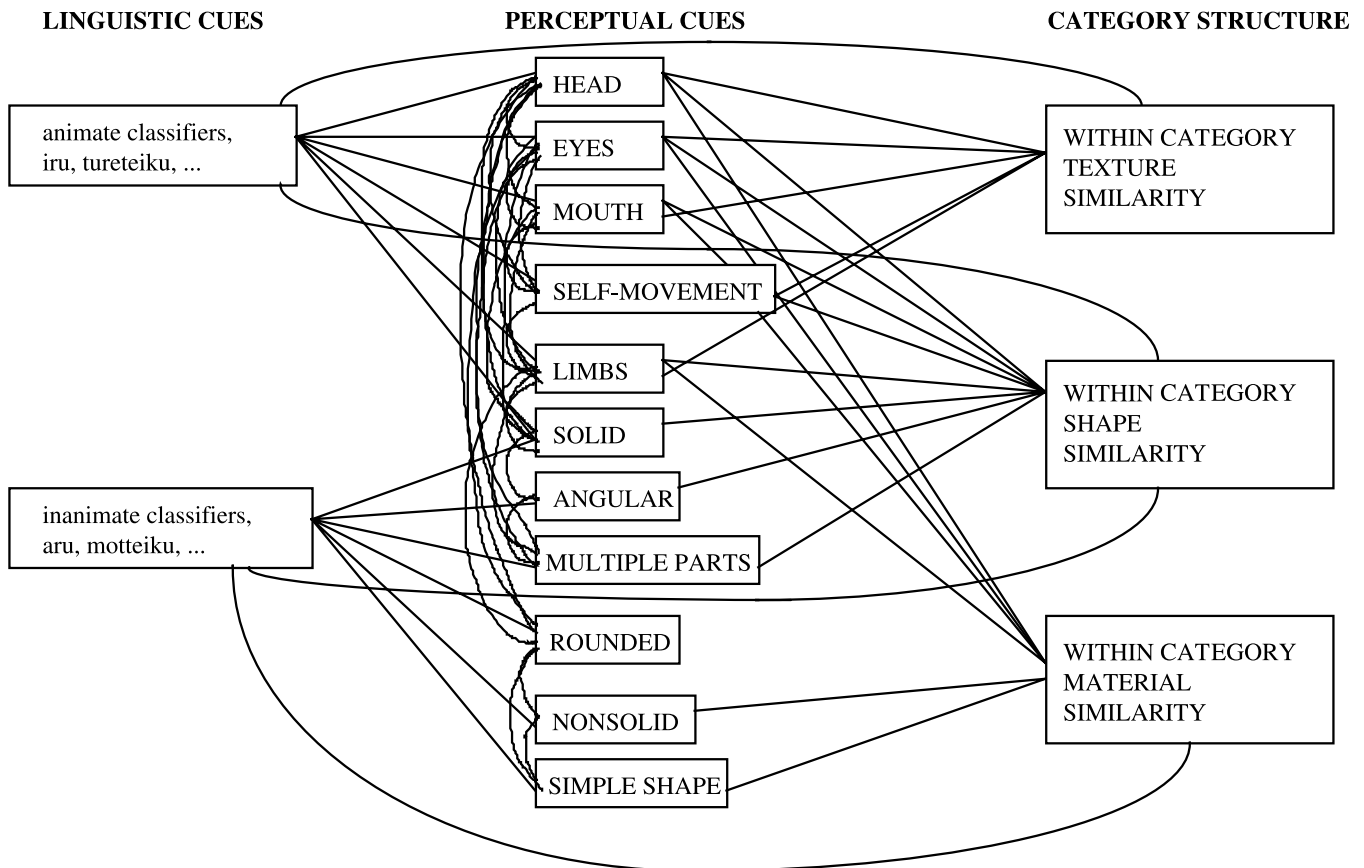 LINGUISTIC CUES
PERCEPTUAL CUES
CATEGORY STRUCTURE
animate classifiers,
iru, tureteiku, ...
inanimate classifiers,
aru, motteiku, ...
HEAD
EYES
MOUTH
SELF-MOVEMENT
LIMBS
SOLID
ANGULAR
MULTIPLE PARTS
ROUNDED
NONSOLID
SIMPLE SHAPE
WITHIN CATEGORY
TEXTURE
SIMILARITY
WITHIN CATEGORY
SHAPE
SIMILARITY
WITHIN CATEGORY
MATERIAL
SIMILARITY